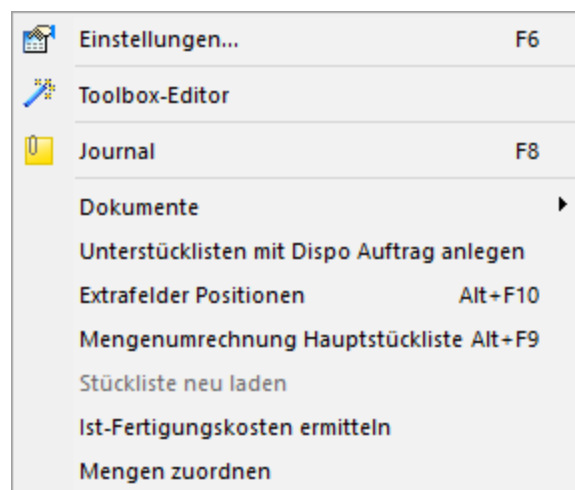 Einstellungen... F6
Toolbox-Editor
Journal F8
Dokumente
Unterstücklisten mit Dispo Auftrag anlegen
Extrafelder Positionen Alt+F10
Mengenumrechnung Hauptstückliste Alt+F9
Stückliste neu laden
Ist-Fertigungskosten ermitteln
Mengen zuordnen